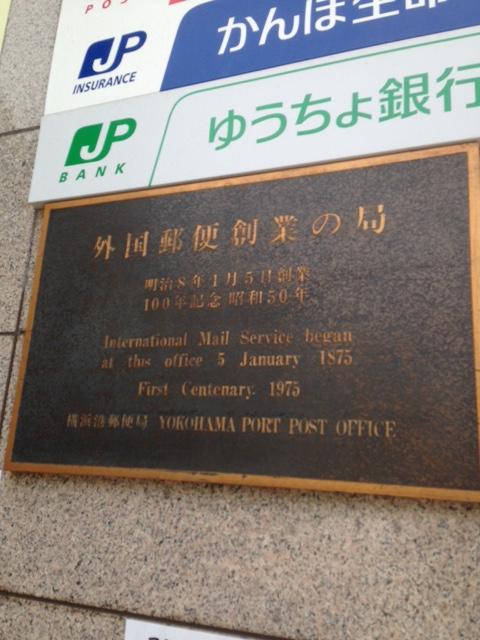 JP
INSURANCE
かんぽ生命
JP
BANK
ゆうちょ銀行
外国郵便創業の局
明治8年1月5日創業
100年記念 昭和50年
International Mail Service began
at this office 5 January 1875
First Centenary. 1975
横浜港郵便局 YOKOHAMA PORT POST OFFICE